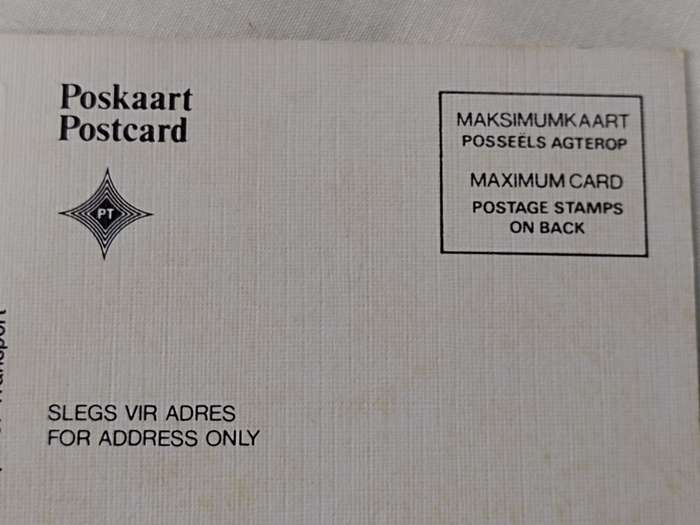 Poskaart
Postcard
PT
MAKSIMUMKAART
POSSEËLS AGTEROP
MAXIMUM CARD
POSTAGE STAMPS
ON BACK
SLEGS VIR ADRES
FOR ADDRESS ONLY